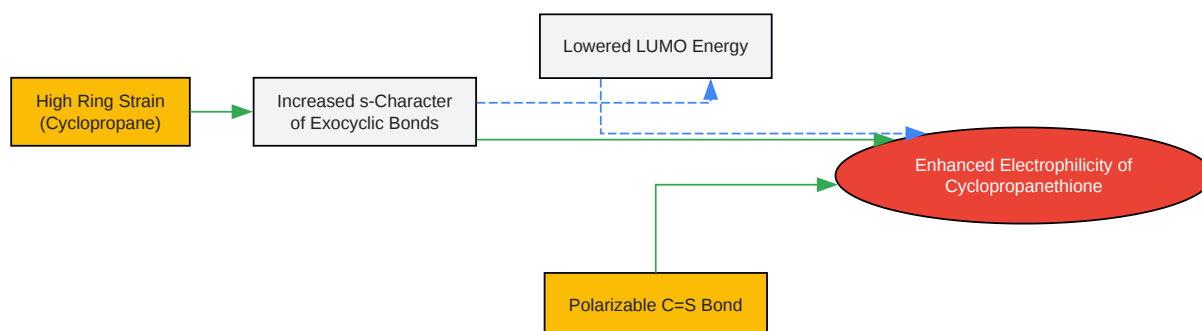 Lowered LUMO Energy
High Ring Strain
(Cyclopropane)
Increased s-Character
of Exocyclic Bonds
Enhanced Electrophilicity of
Cyclopropanethione
Polarizable C=S Bond